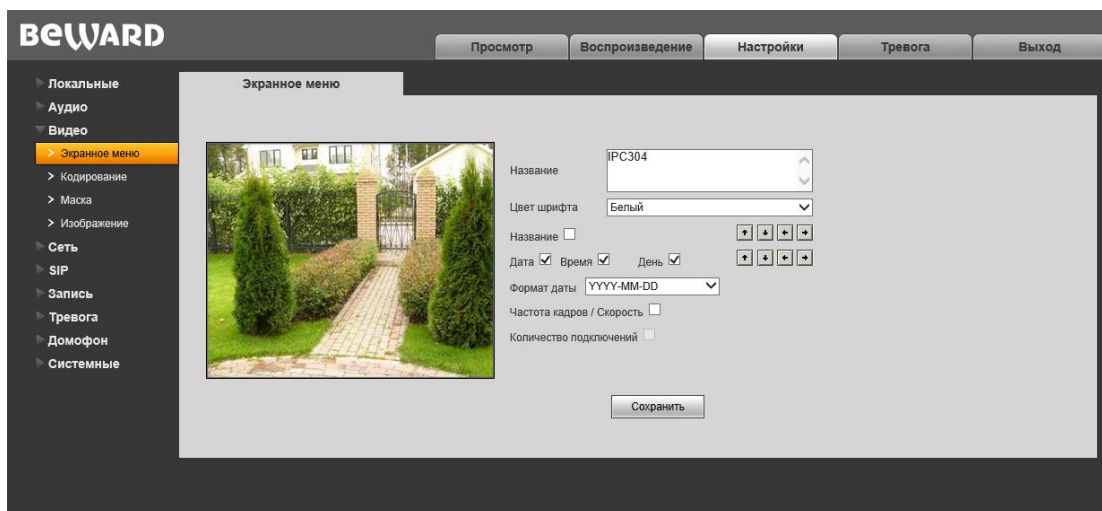 BEWARD
Просмотр Воспроизведение Настройки Тревога Выход
Локальные
Аудио
Видео
Экранное меню
Кодирование
Маска
Изображение
Сеть
SIP
Запись
Тревога
Домофон
Системные
Экранное меню
Название IPC304
Цвет шрифта Белый
Название
Дата Время День
Формат даты YYYY-MM-DD
Частота кадров / Скорость
Количество подключений
Сохранить